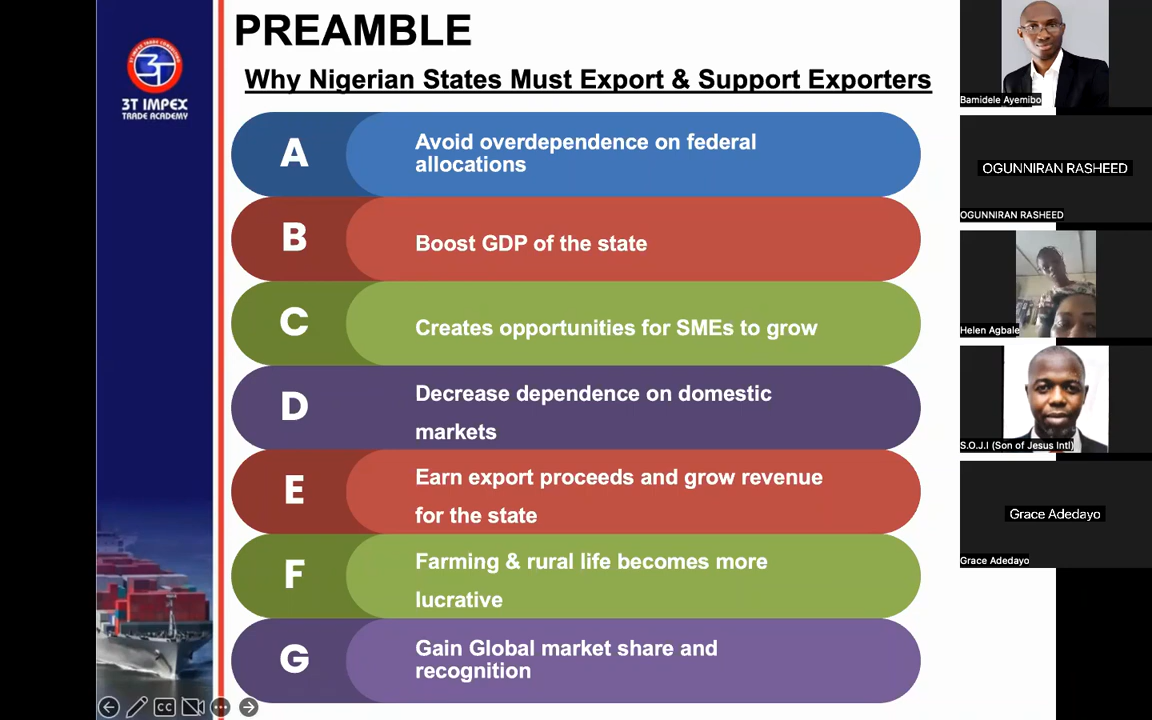 PREAMBLE
Why Nigerian States Must Export & Support Exporters
3T IMPEX
TRADE ACADEMY
A
Avoid overdependence on federal
allocations
B
Boost GDP of the state
C
Creates opportunities for SMEs to grow
D
Decrease dependence on domestic
markets
E
Earn export proceeds and grow revenue
for the state
F
Farming & rural life becomes more
lucrative
G
Gain Global market share and
recognition
CC
Bamidele Ayemibo
OGUNNIRAN RASHEED
OGUNNIRAN RASHEED
Helen Agbale
S.O.J.I (Son of Jesus Intl)
Grace Adedayo
Grace Adedayo